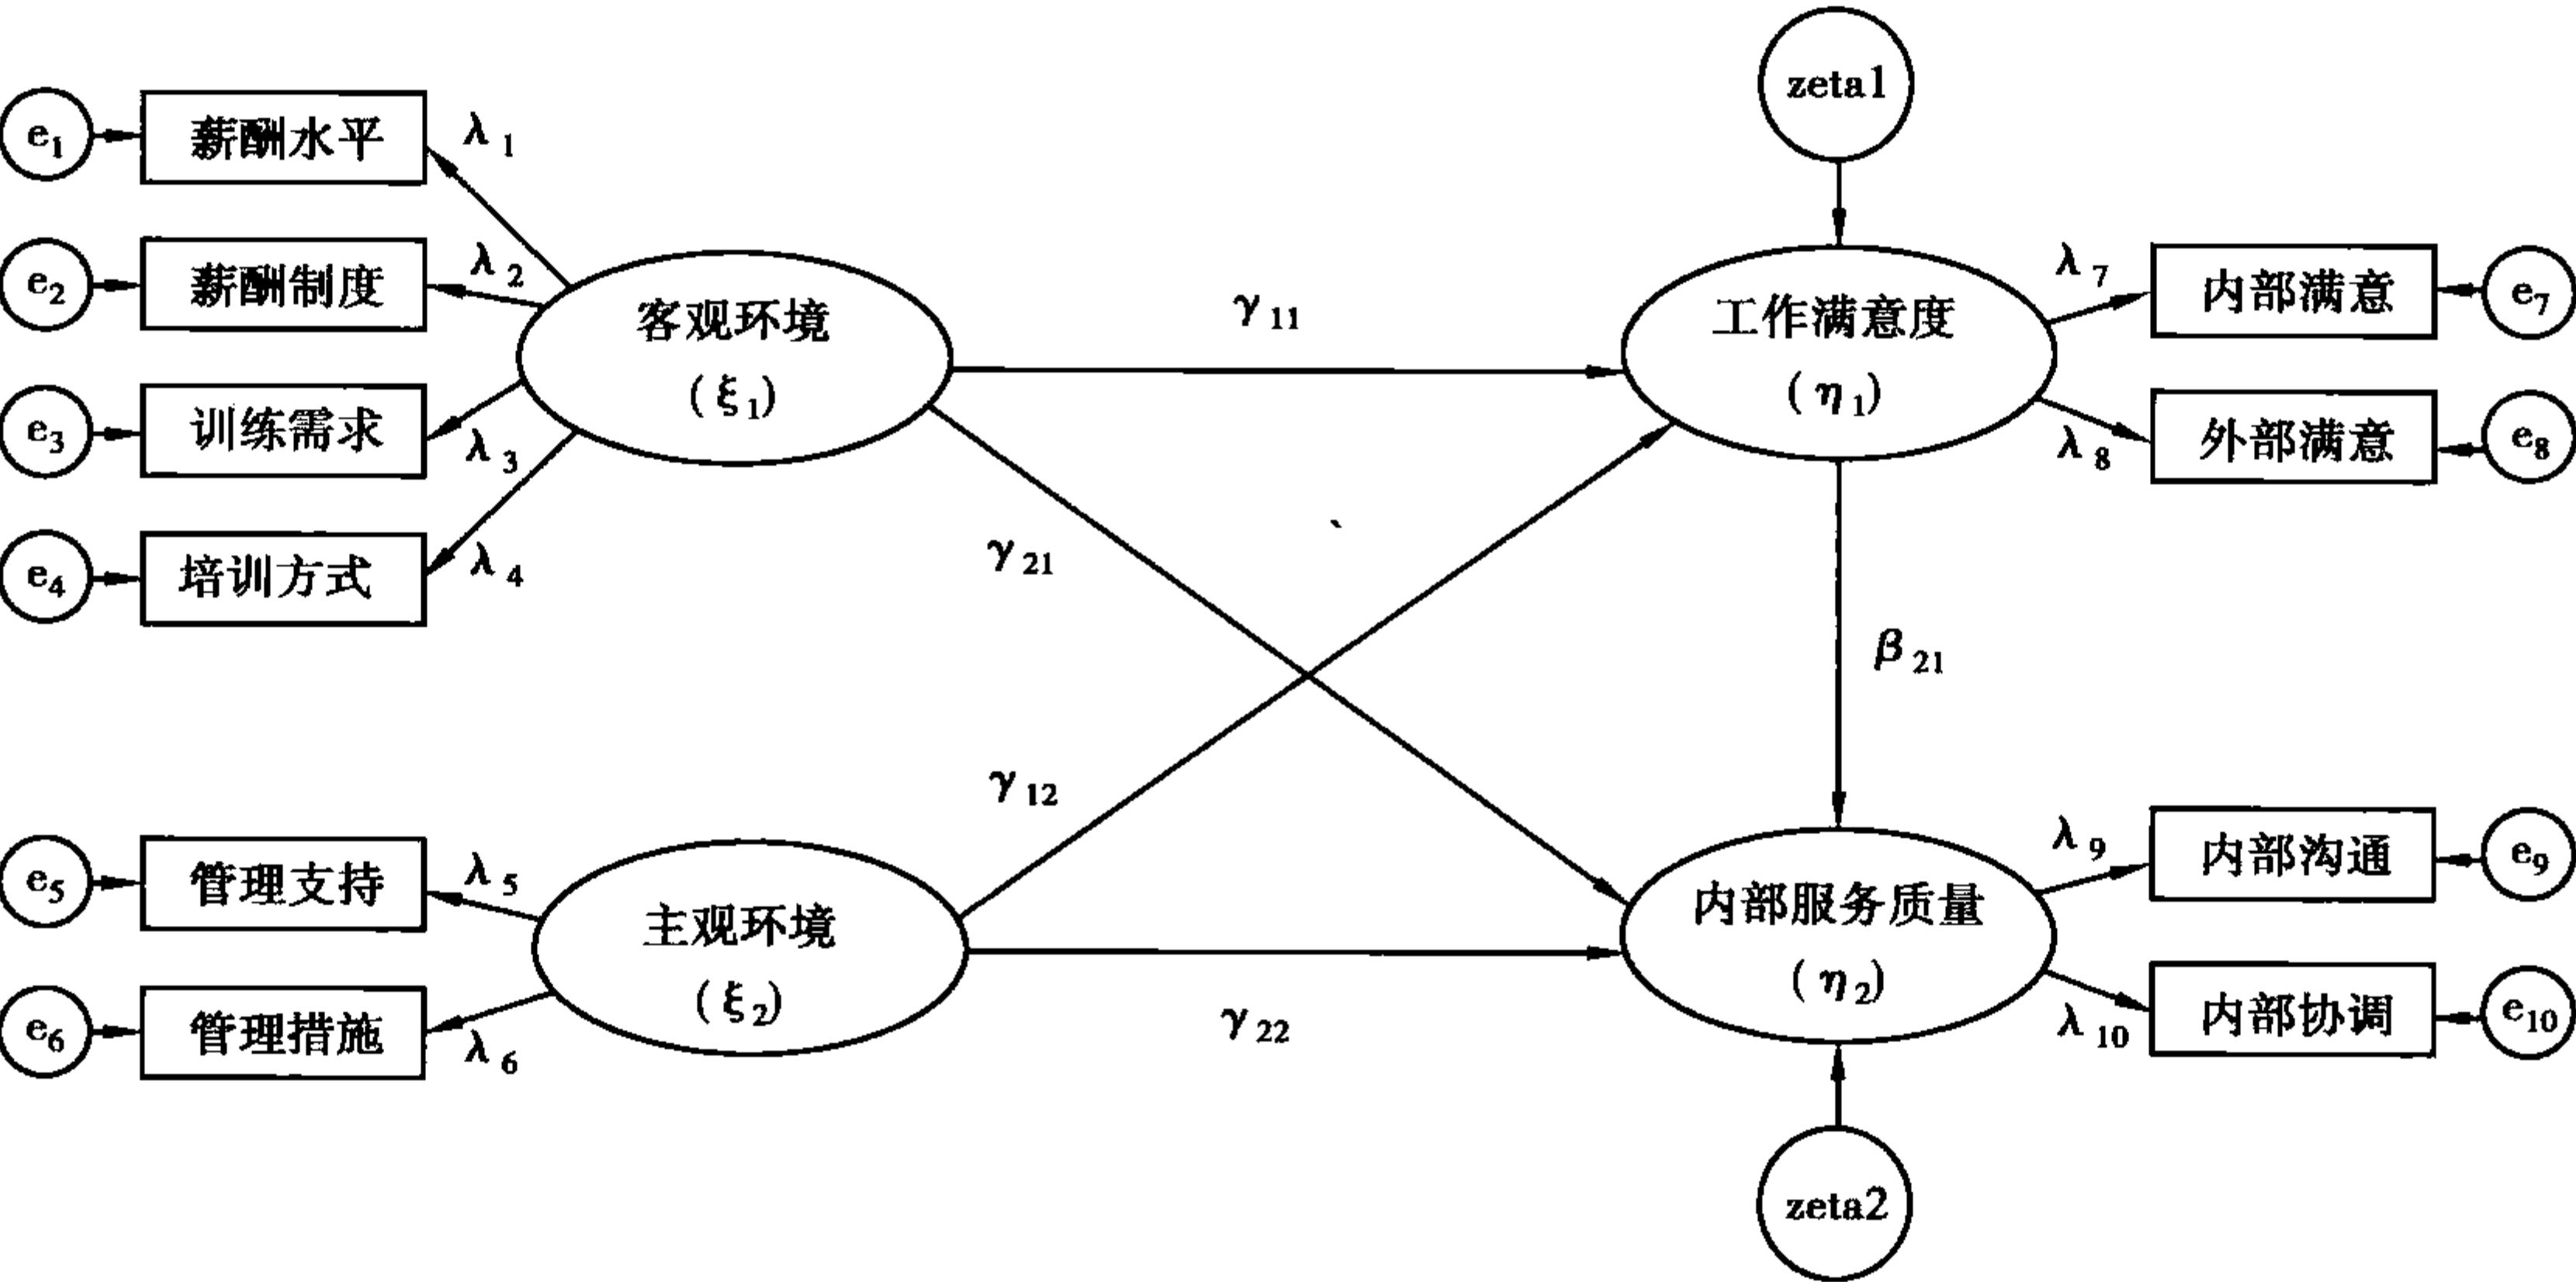 zeta1
e1
薪酬水平
λ1
e2
薪酬制度
λ2
e3
训练需求
λ3
e4
培训方式
λ4
客观环境
(ξ1)
γ11
γ21
工作满意度
(η1)
λ7
内部满意
e7
λ8
外部满意
e8
β21
γ12
e5
管理支持
λ5
e6
管理措施
λ6
主观环境
(ξ2)
γ22
内部服务质量
(η2)
λ9
内部沟通
e9
λ10
内部协调
e10
zeta2